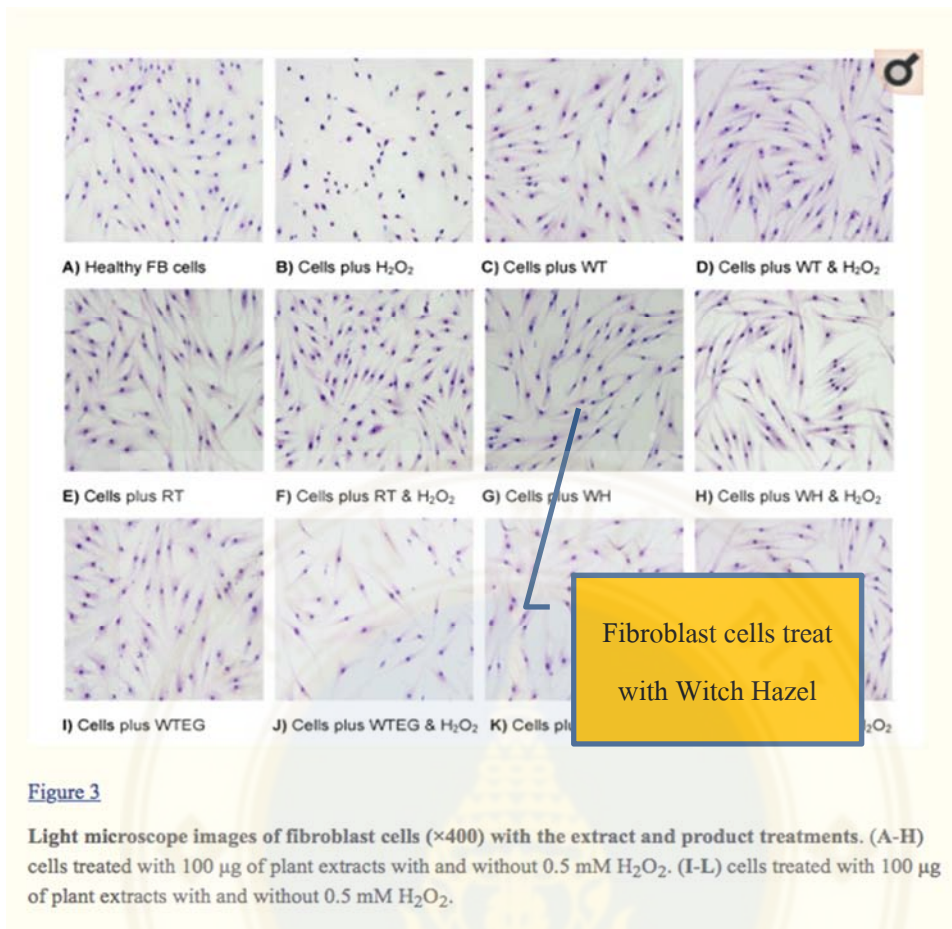 A) Healthy FB cells
B) Cells plus H₂O₂
C) Cells plus WT
D) Cells plus WT & H₂O₂
E) Cells plus RT
F) Cells plus RT & H₂O₂
G) Cells plus WH
H) Cells plus WH & H₂O₂
Fibroblast cells treat
with Witch Hazel
I) Cells plus WTEG
J) Cells plus WTEG & H₂O₂
K) Cells
Figure 3
Light microscope images of fibroblast cells (×400) with the extract and product treatments. (A-H)
cells treated with 100 μg of plant extracts with and without 0.5 mM H₂O₂. (I-L) cells treated with 100 μg
of plant extracts with and without 0.5 mM H₂O₂.